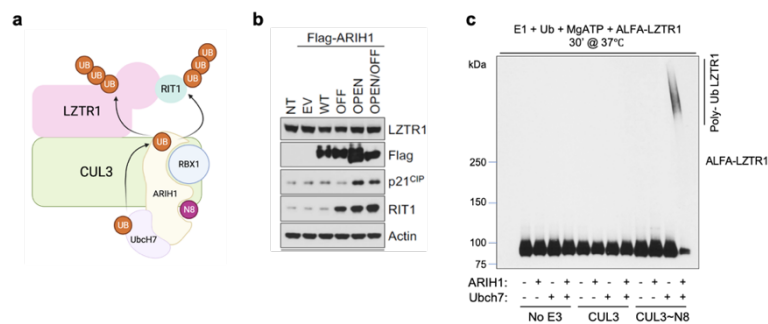 a
UB
UB
UB
UB
UB
UB
RIT1
LZTR1
UB
RBX1
CUL3
ARIH1
N8
UB
UbcH7
b
Flag-ARIH1
NT
EV
WT
OFF
OPEN
OPEN/OFF
LZTR1
Flag
p21CIP
RIT1
Actin
c
E1 + Ub + MgATP + ALFA-LZTR1
30' @ 37℃
kDa
250
150
100
75
Poly- Ub LZTR1
ALFA-LZTR1
ARIH1: - + - + - + - + - + - +
Ubch7: - - + + - - + + - - + +
No E3 CUL3 CUL3~N8